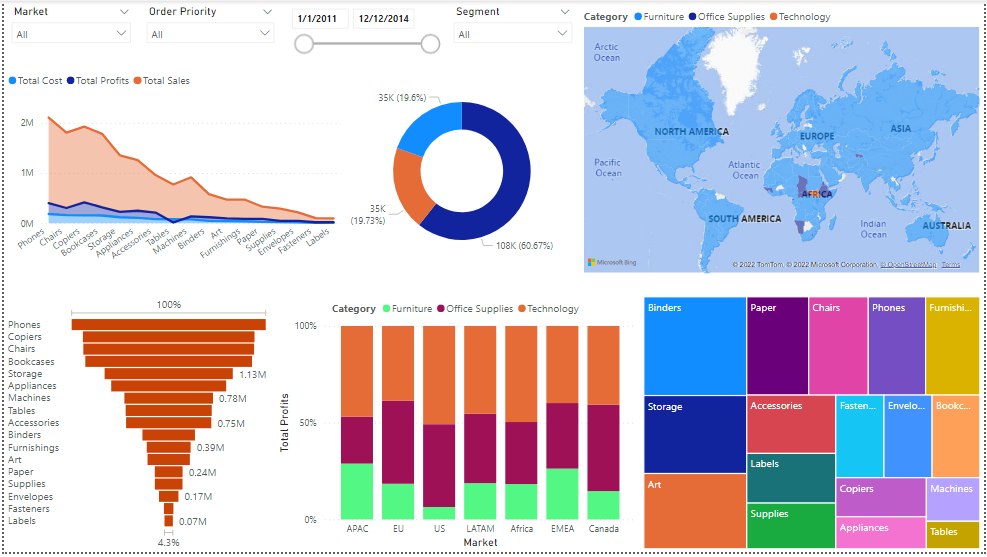 Market
All
Order Priority
All
1/1/2011
12/12/2014
Segment
All
Total Cost Total Profits Total Sales
2M
1M
0M
Phones
Chairs
Copiers
Bookcases
Storage
Appliances
Accessories
Tables
Machines
Binders
Art
Furnishings
Paper
Supplies
Envelopes
Fasteners
Labels
35K (19.6%)
35K
(19.73%)
108K (60.67%)
Category Furniture Office Supplies Technology
Arctic
Ocean
NORTH AMERICA
EUROPE
ASIA
Pacific
Ocean
Atlantic
Ocean
AFRICA
SOUTH AMERICA
Indian
Ocean
AUSTRALIA
Microsoft Bing
© 2022 TomTom, © 2022 Microsoft Corporation, © OpenStreetMap Terms
100%
Phones
Copiers
Chairs
Bookcases
Storage 1.13M
Appliances
Machines 0.78M
Tables
Accessories 0.75M
Binders
Furnishings 0.39M
Art
Paper 0.24M
Supplies
Envelopes 0.17M
Fasteners
Labels 0.07M
4.3%
Category Furniture Office Supplies Technology
Total Profits
100%
50%
0%
APAC EU US LATAM Africa EMEA Canada
Market
Binders
Storage
Art
Paper
Chairs
Phones
Furnishi...
Accessories
Labels
Supplies
Fasten...
Envelo...
Bookc...
Copiers
Appliances
Machines
Tables